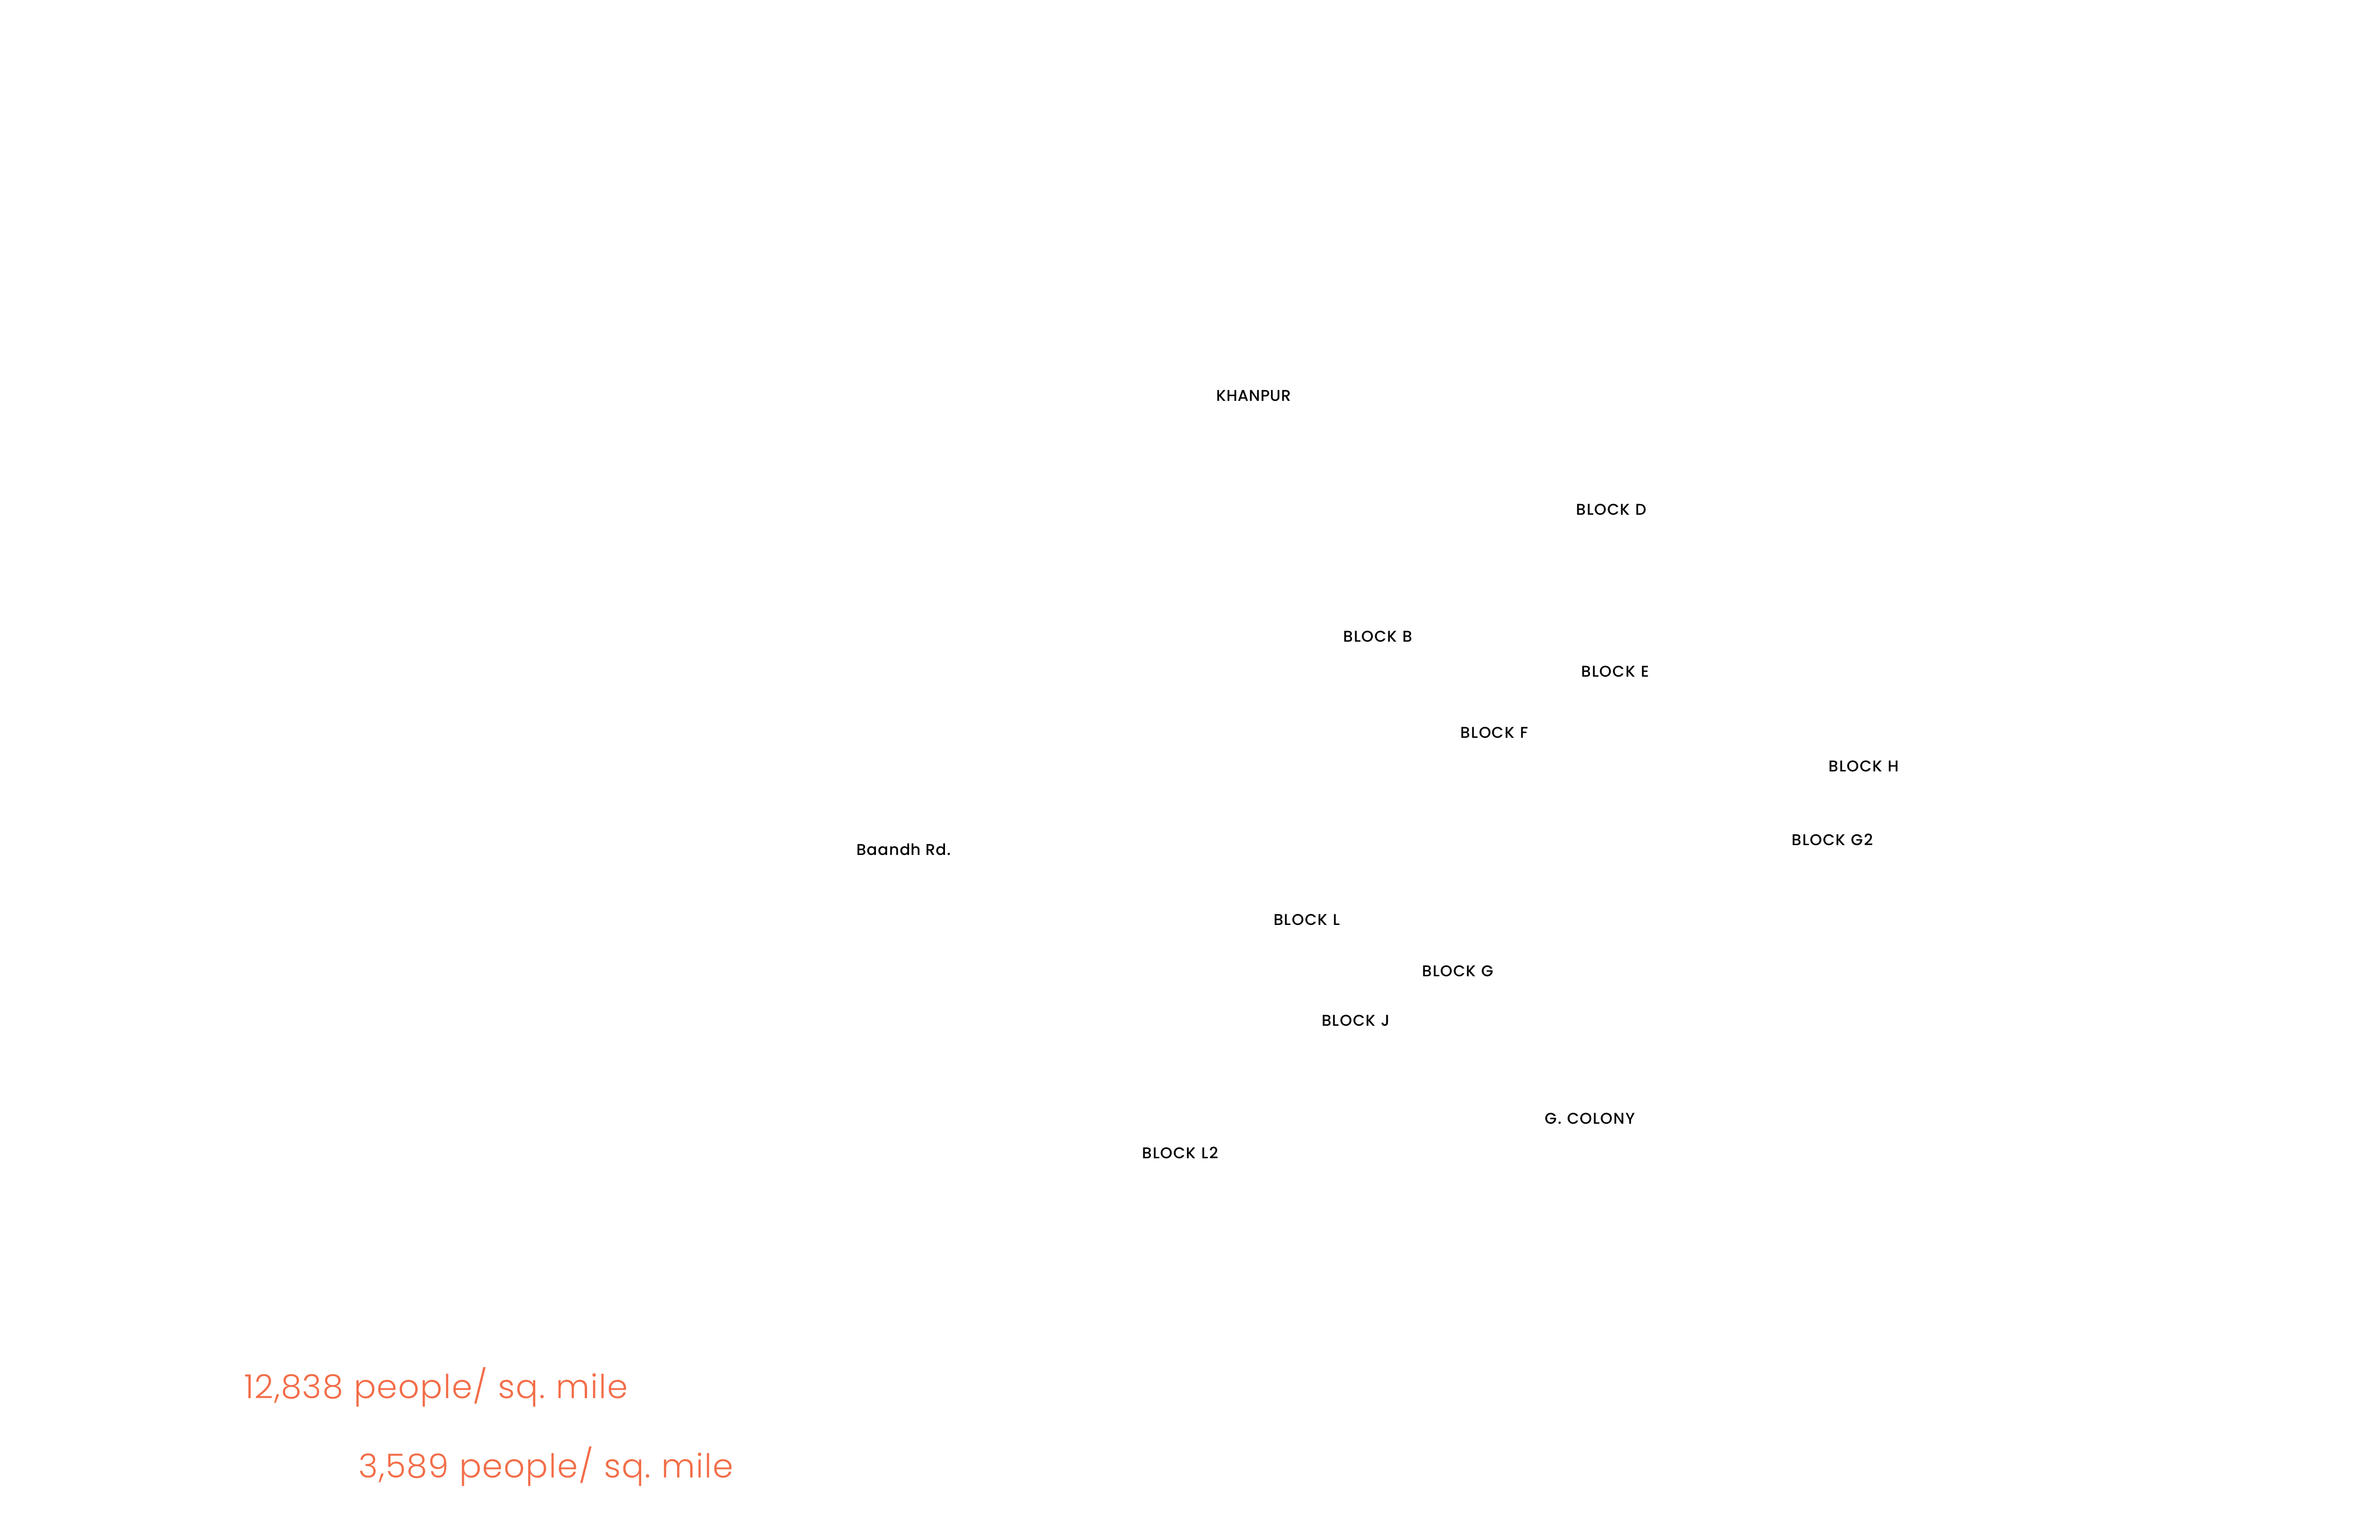 KHANPUR
BLOCK D
BLOCK B
BLOCK E
BLOCK F
BLOCK H
BLOCK G2
Baandh Rd.
BLOCK L
BLOCK G
BLOCK J
G. COLONY
BLOCK L2
12,838 people/ sq. mile
3,589 people/ sq. mile